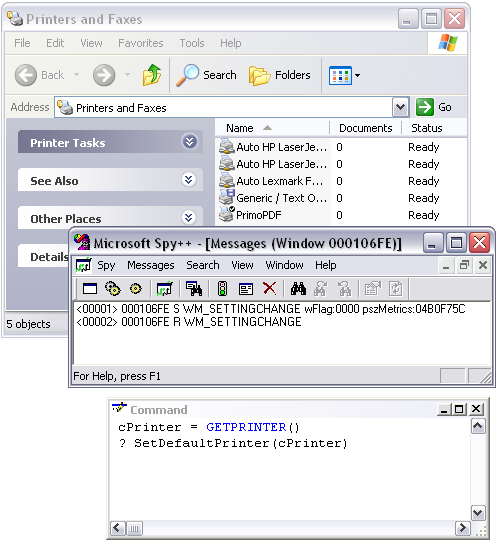 Printers and Faxes
File Edit View Favorites Tools Help
Back Search Folders
Address Printers and Faxes Go
Printer Tasks
See Also
Other Places
Details
Name Documents Status
Auto HP LaserJe... 0 Ready
Auto HP LaserJe... 0 Ready
Auto Lexmark F... 0 Ready
Generic / Text O... 0 Ready
PrimoPDF 0 Ready
5 objects
Microsoft Spy++ - [Messages (Window 000106FE)]
Spy Messages Search View Window Help
<00001> 000106FE S WM_SETTINGCHANGE wFlag:0000 pszMetrics:04B0F75C
<00002> 000106FE R WM_SETTINGCHANGE
For Help, press F1
Command
cPrinter = GETPRINTER()
? SetDefaultPrinter(cPrinter)